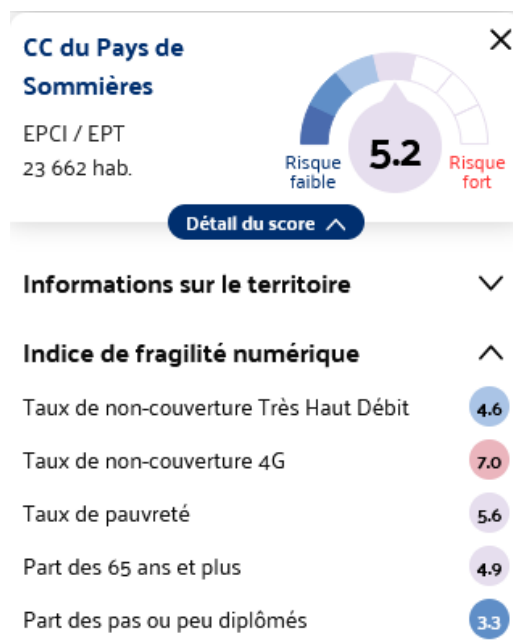 CC du Pays de
Sommières
EPCI / EPT
23 662 hab.
5.2
Risque
faible
Risque
fort
Détail du score
Informations sur le territoire
Indice de fragilité numérique
Taux de non-couverture Très Haut Débit 4.6
Taux de non-couverture 4G 7.0
Taux de pauvreté 5.6
Part des 65 ans et plus 4.9
Part des pas ou peu diplômés 3.3